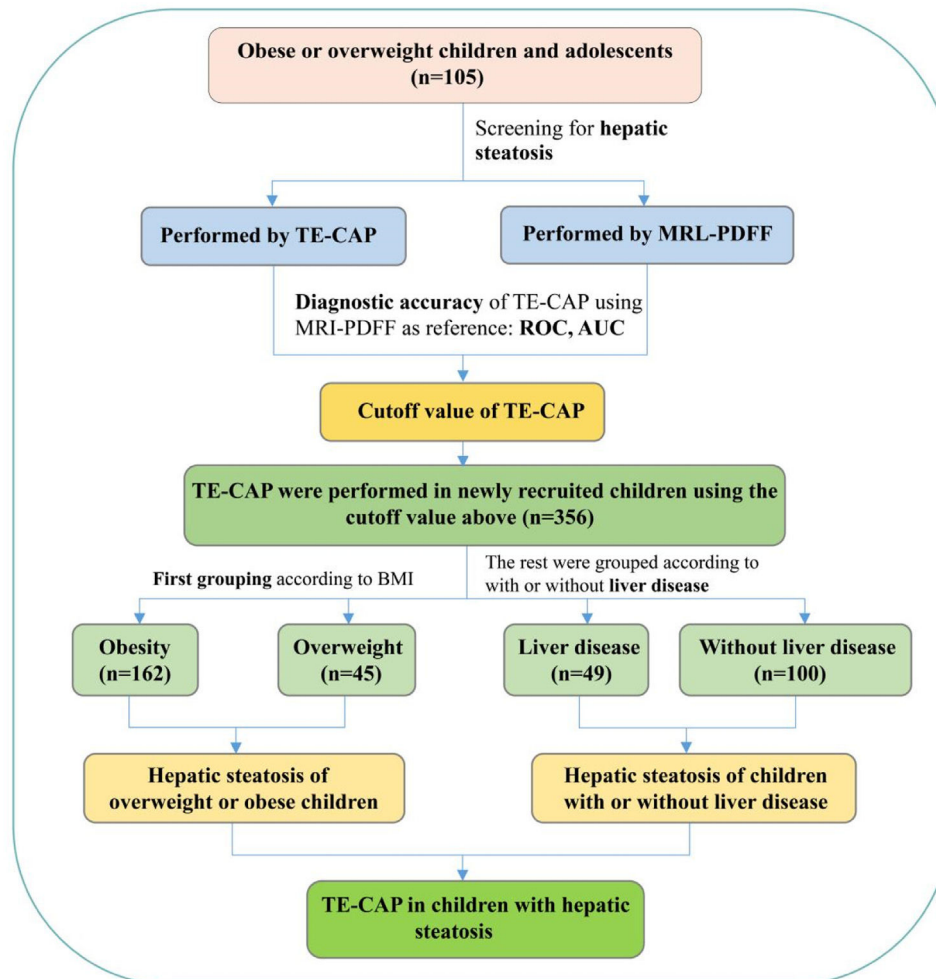 Obese or overweight children and adolescents
(n=105)
Screening for hepatic
steatosis
Performed by TE-CAP
Performed by MRL-PDFF
Diagnostic accuracy of TE-CAP using
MRI-PDFF as reference: ROC, AUC
Cutoff value of TE-CAP
TE-CAP were performed in newly recruited children using the
cutoff value above (n=356)
First grouping according to BMI
The rest were grouped according to
with or without liver disease
Obesity
(n=162)
Overweight
(n=45)
Liver disease
(n=49)
Without liver disease
(n=100)
Hepatic steatosis of
overweight or obese children
Hepatic steatosis of children
with or without liver disease
TE-CAP in children with hepatic
steatosis